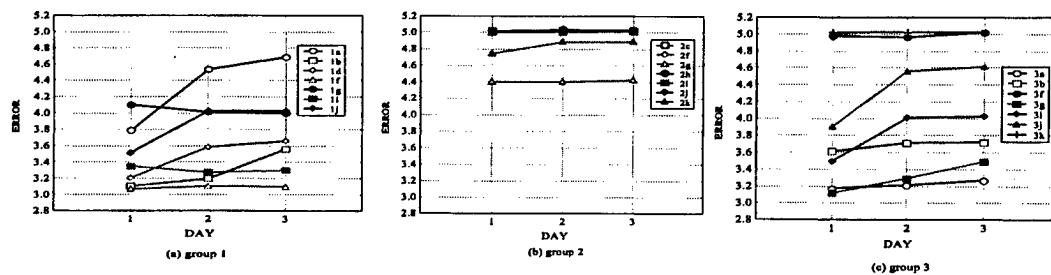 5.2
5.0
4.8
4.6
4.4
4.2
4.0
3.8
3.6
3.4
3.2
3.0
2.8
ERROR
1a
1b
1d
1f
1g
1i
1j
1 2 3
DAY
(a) group 1
5.2
5.0
4.8
4.6
4.4
4.2
4.0
3.8
3.6
3.4
3.2
3.0
2.8
ERROR
2f
2g
2h
2i
2j
2k
1 2 3
DAY
(b) group 2
5.2
5.0
4.8
4.6
4.4
4.2
4.0
3.8
3.6
3.4
3.2
3.0
2.8
ERROR
3a
3b
3f
3g
3i
3j
3k
1 2 3
DAY
(c) group 3